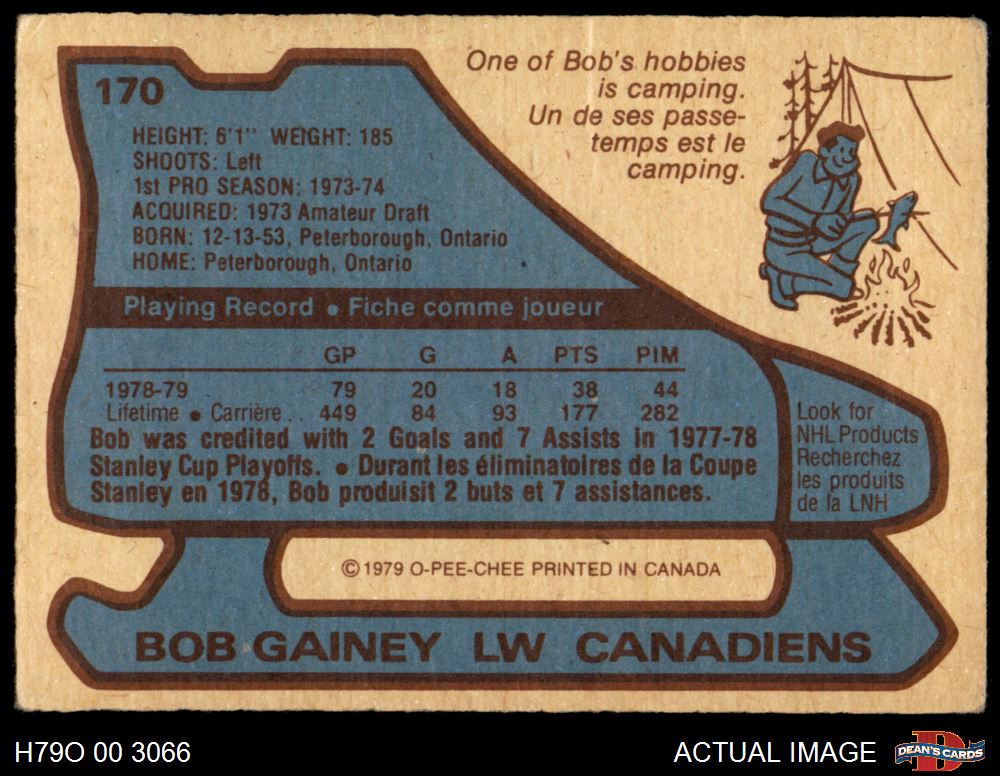 170
HEIGHT: 6'1" WEIGHT: 185
SHOOTS: Left
1st PRO SEASON: 1973-74
ACQUIRED: 1973 Amateur Draft
BORN: 12-13-53, Peterborough, Ontario
HOME: Peterborough, Ontario
One of Bob's hobbies
is camping.
Un de ses passe-
temps est le
camping.
Playing Record • Fiche comme joueur
GP G A PTS PIM
1978-79 79 20 18 38 44
Lifetime • Carrière . . 449 84 93 177 282
Bob was credited with 2 Goals and 7 Assists in 1977-78
Stanley Cup Playoffs. • Durant les éliminatoires de la Coupe
Stanley en 1978, Bob produisit 2 buts et 7 assistances.
Look for
NHL Products
Recherchez
les produits
de la LNH
© 1979 O-PEE-CHEE PRINTED IN CANADA
BOB GAINEY LW CANADIENS
H79O 00 3066
ACTUAL IMAGE
D
DEAN'S CARDS